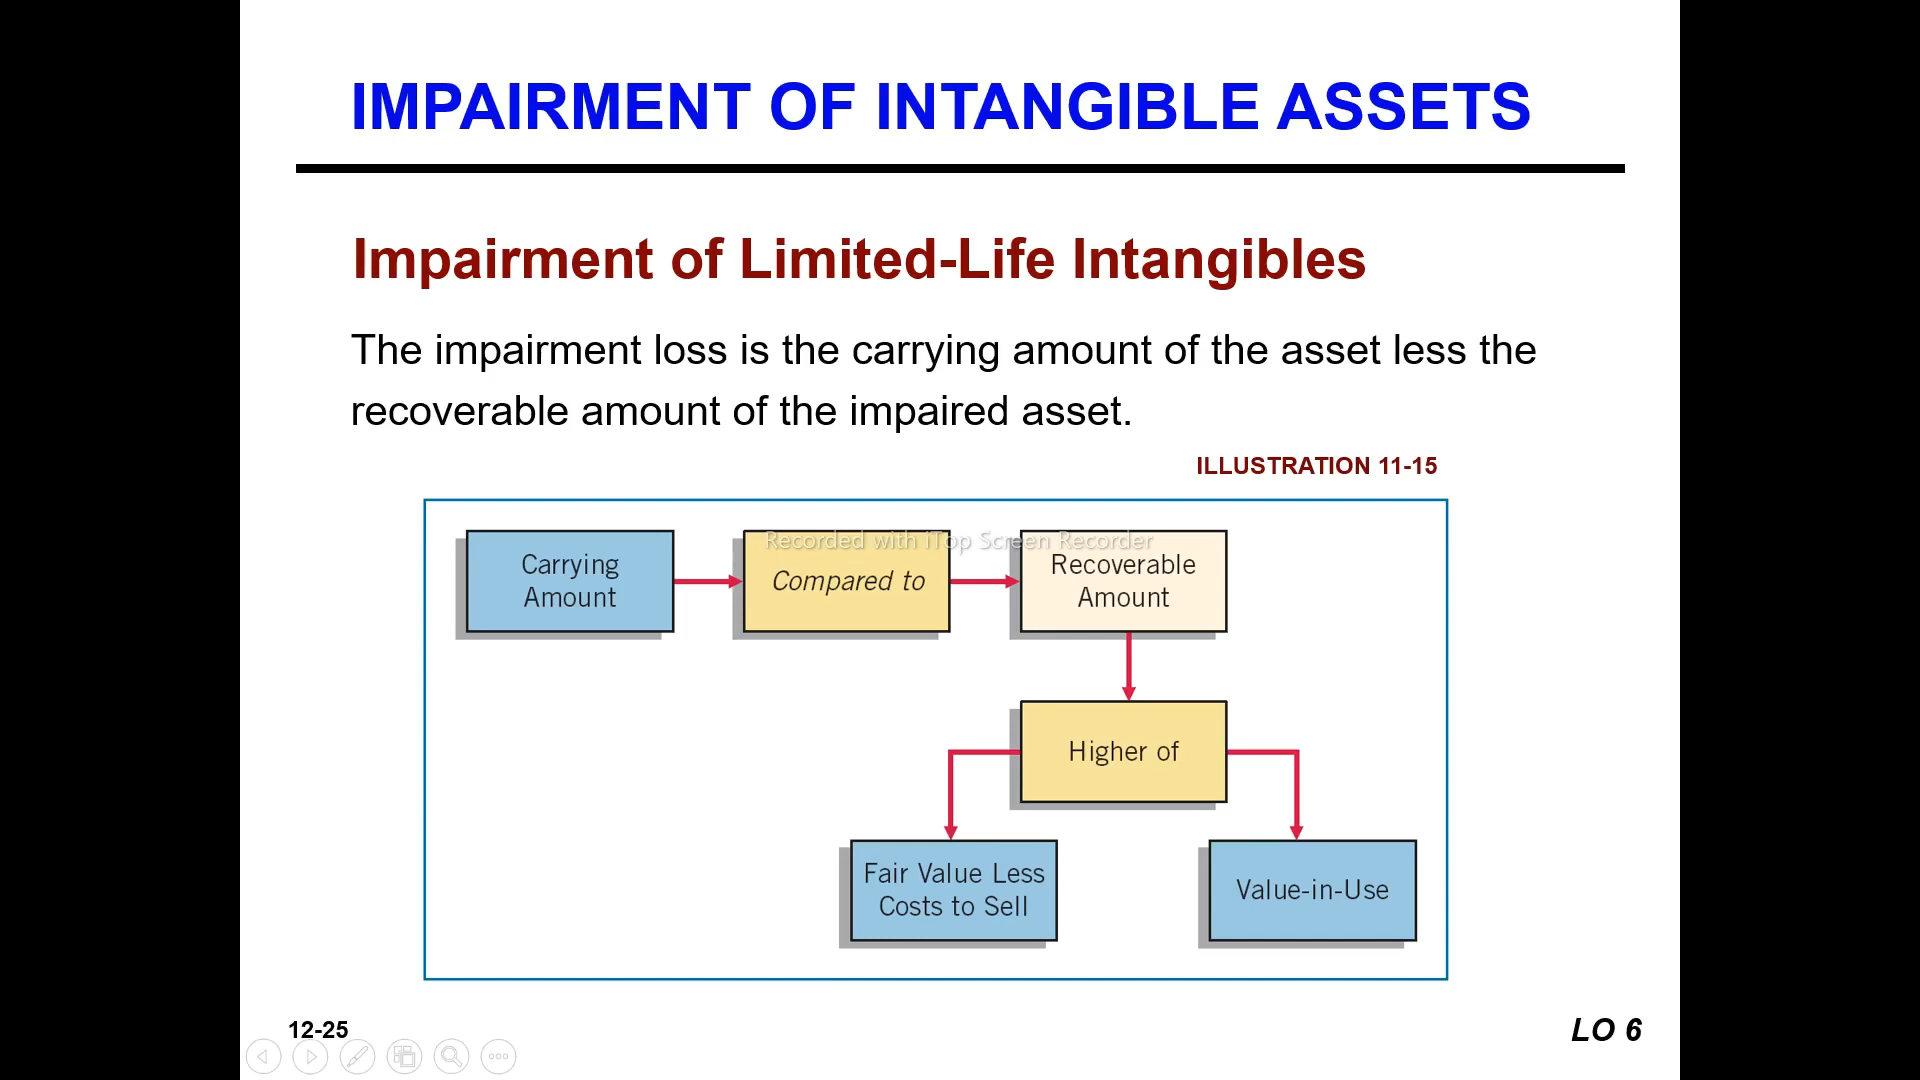 IMPAIRMENT OF INTANGIBLE ASSETS
Impairment of Limited-Life Intangibles
The impairment loss is the carrying amount of the asset less the
recoverable amount of the impaired asset.
ILLUSTRATION 11-15
Recorded with iTop Screen Recorder
Carrying
Amount
Compared to
Recoverable
Amount
Higher of
Fair Value Less
Costs to Sell
Value-in-Use
12-25
LO 6